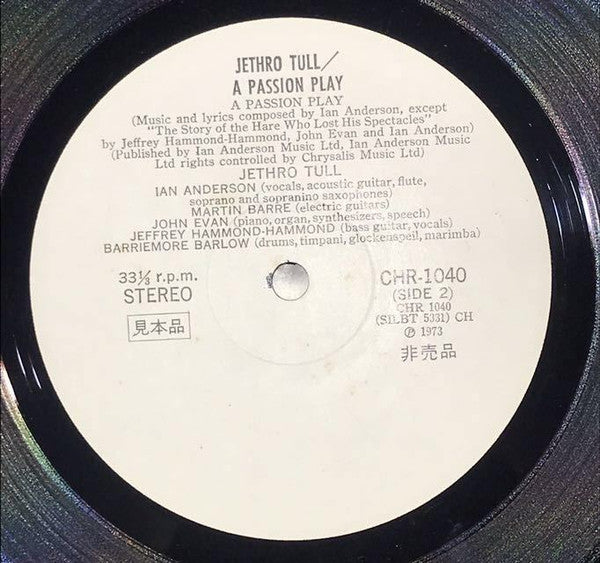 JETHRO TULL/
A PASSION PLAY
A PASSION PLAY
(Music and lyrics composed by Ian Anderson, except
"The Story of the Hare Who Lost His Spectacles"
by Jeffrey Hammond-Hammond, John Evan and Ian Anderson)
(Published by Ian Anderson Music Ltd, Ian Anderson Music
Ltd rights controlled by Chrysalis Music Ltd)
JETHRO TULL
IAN ANDERSON (vocals, acoustic guitar, flute,
soprano and sopranino saxophones)
MARTIN BARRE (electric guitars)
JOHN EVAN (piano, organ, synthesizers, speech)
JEFFREY HAMMOND-HAMMOND (bass guitar, vocals)
BARRIEMORE BARLOW (drums, timpani, glockenspeil, marimba)
33⅓ r.p.m.
STEREO
見本品
CHR-1040
(SIDE 2)
CHR 1040
(SILBT 5331) CH
Ⓟ 1973
非売品